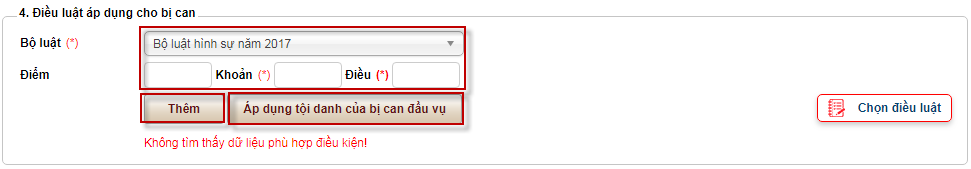 4. Điều luật áp dụng cho bị can
Bộ luật (*) Bộ luật hình sự năm 2017
Điểm Khoản (*) Điều (*)
Thêm Áp dụng tội danh của bị can đầu vụ Chọn điều luật
Không tìm thấy dữ liệu phù hợp điều kiện!